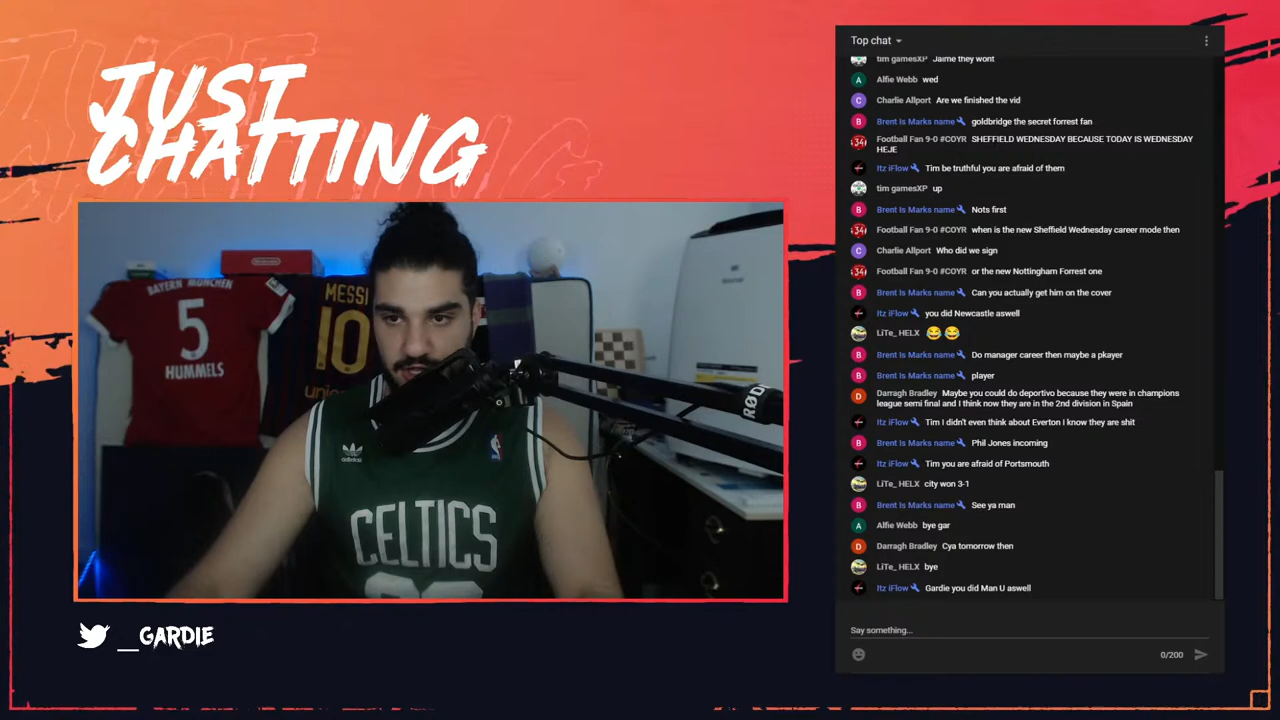 JUST
CHATTING
BAYERN MÜNCHEN
5
HUMMELS
MESSI
10
RØDE
CELTICS
__GARDIE
Top chat
tim gamesXP Jaime they wont
Alfie Webb wed
Charlie Allport Are we finished the vid
Brent Is Marks name goldbridge the secret forrest fan
Football Fan 9-0 #COYR SHEFFIELD WEDNESDAY BECAUSE TODAY IS WEDNESDAY
HEJE
Itz iFlow Tim be truthful you are afraid of them
tim gamesXP up
Brent Is Marks name Nots first
Football Fan 9-0 #COYR when is the new Sheffield Wednesday career mode then
Charlie Allport Who did we sign
Football Fan 9-0 #COYR or the new Nottingham Forrest one
Brent Is Marks name Can you actually get him on the cover
Itz iFlow you did Newcastle aswell
LiTe_ HELX 😂 😂
Brent Is Marks name Do manager career then maybe a pkayer
Brent Is Marks name player
Darragh Bradley Maybe you could do deportivo because they were in champions
league semi final and I think now they are in the 2nd division in Spain
Itz iFlow Tim I didn't even think about Everton I know they are shit
Brent Is Marks name Phil Jones incoming
Itz iFlow Tim you are afraid of Portsmouth
LiTe_ HELX city won 3-1
Brent Is Marks name See ya man
Alfie Webb bye gar
Darragh Bradley Cya tomorrow then
LiTe_ HELX bye
Itz iFlow Gardie you did Man U aswell
Say something...
0/200